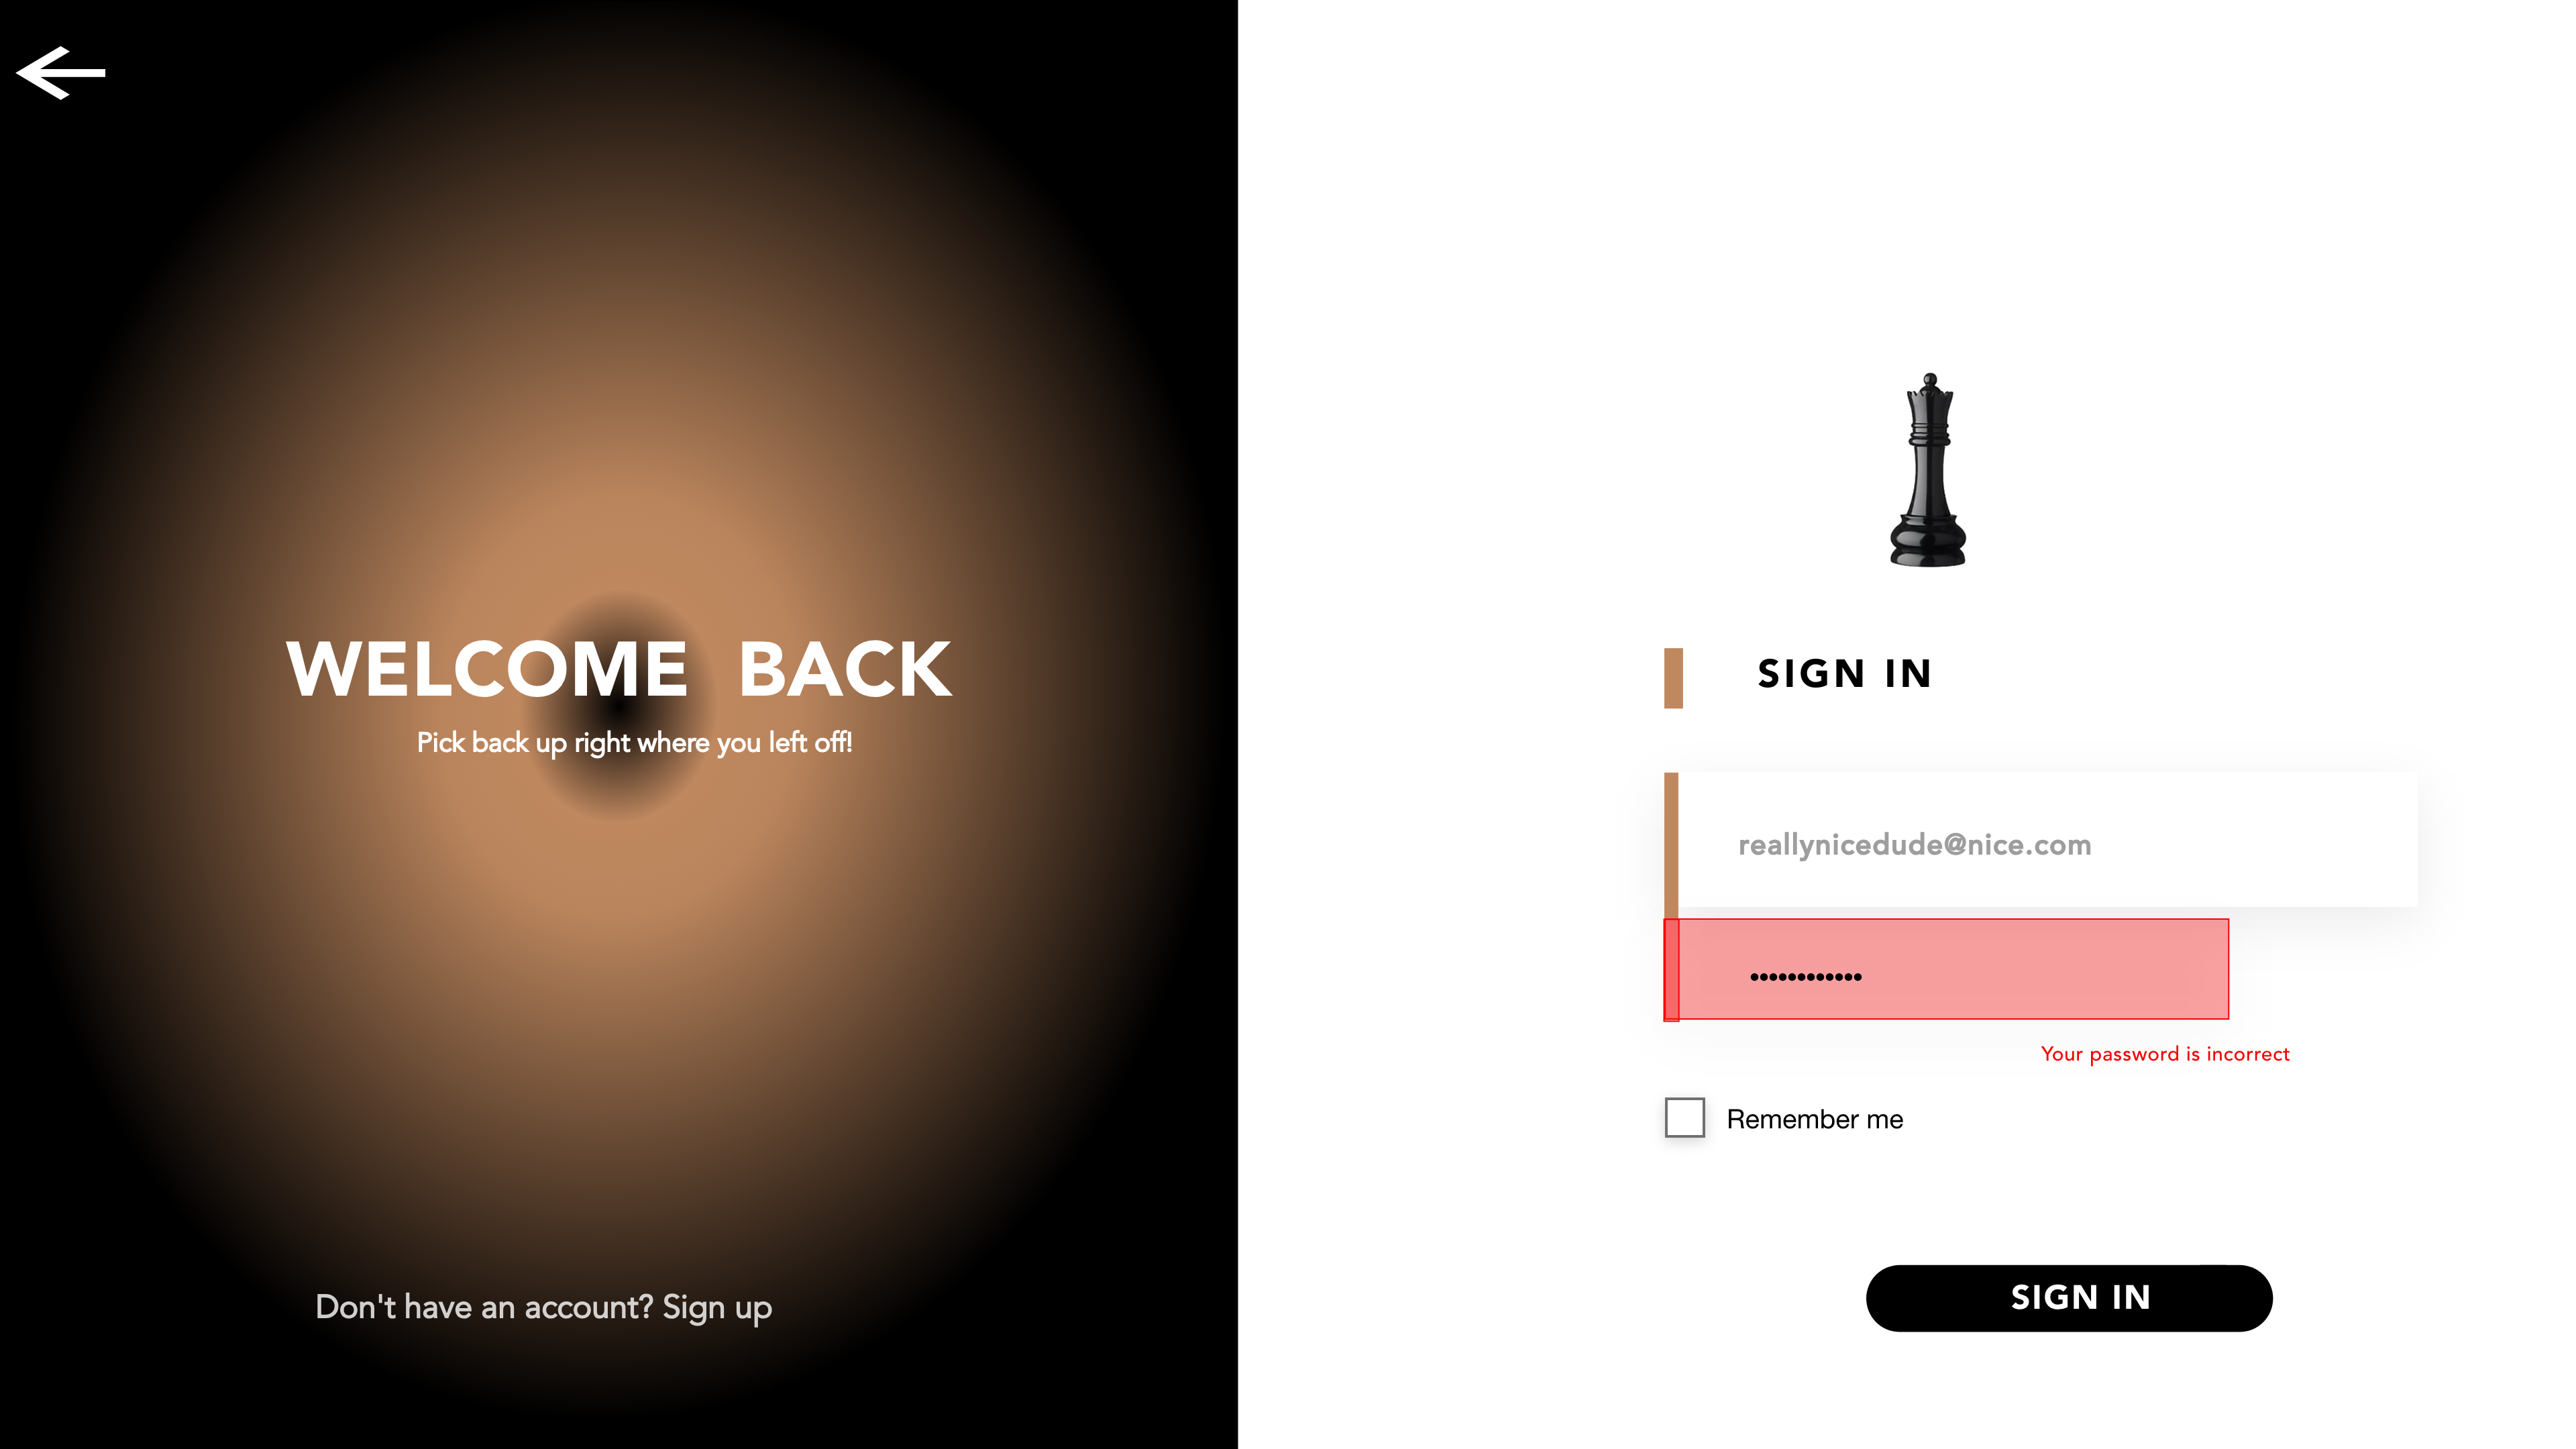 WELCOME BACK
Pick back up right where you left off!
Don't have an account? Sign up
SIGN IN
reallynicedude@nice.com
••••••••••••
Your password is incorrect
Remember me
SIGN IN